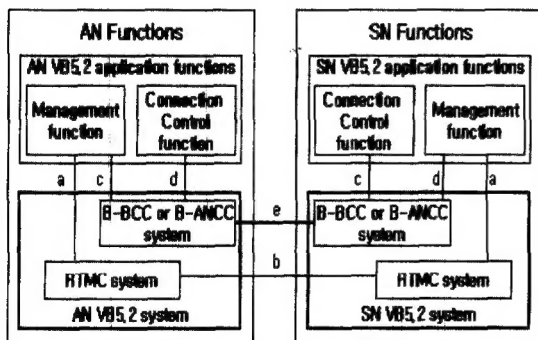 AN Functions
AN VB5,2 application functions
Management
function
Connection
Control
function
a
c
d
B-BCC or B-ANCC
system
RTMC system
AN VB5,2 system
e
b
SN Functions
SN VB5,2 application functions
Connection
Control
function
Management
function
c
d
a
B-BCC or B-ANCC
system
RTMC system
SN VB5,2 system